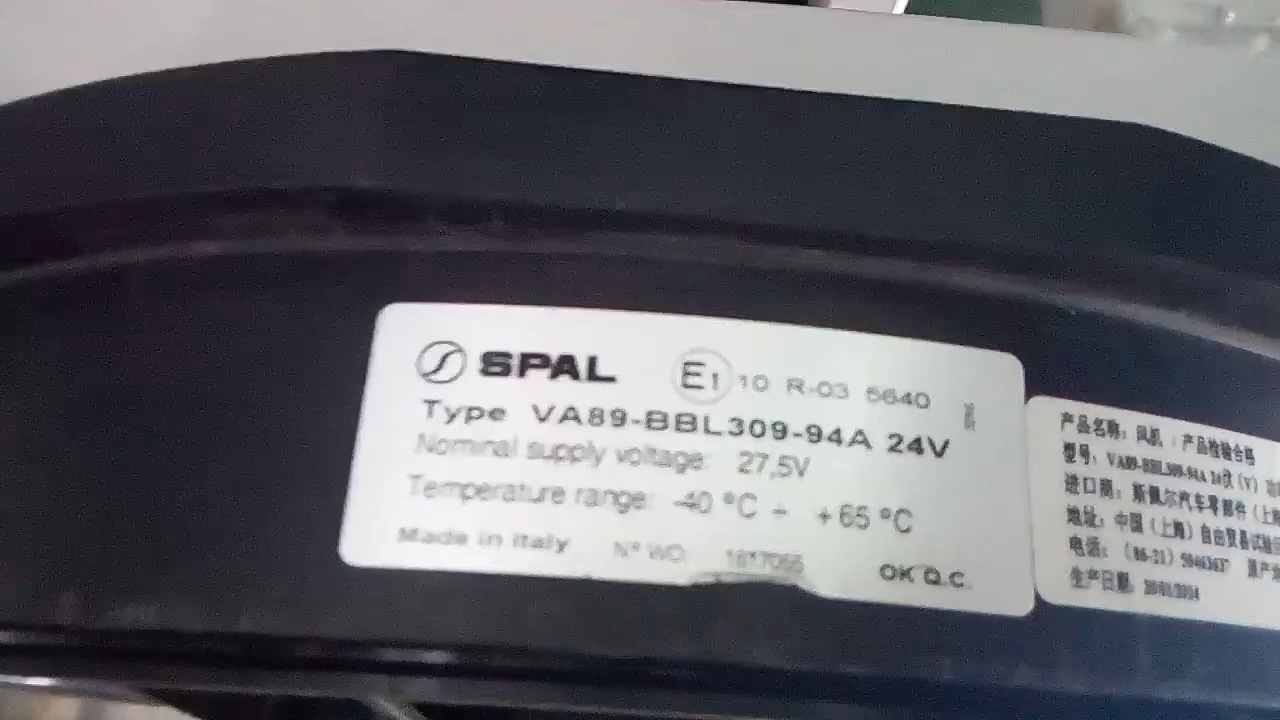 SPAL E1 10 R-03 5640
Type VA89-BBL309-94A 24V
Nominal supply voltage: 27,5V
Temperature range: -40 °C ÷ +65 °C
Made in Italy N° WO OK Q.C.
产品名称：风机：产品检验合格
型号：VA89-BBL309-94A 24伏（V）
进口商：斯佩尔汽车零部件（上海
地址：中国（上海）自由贸易试验
电话：（86-21）
生产日期：